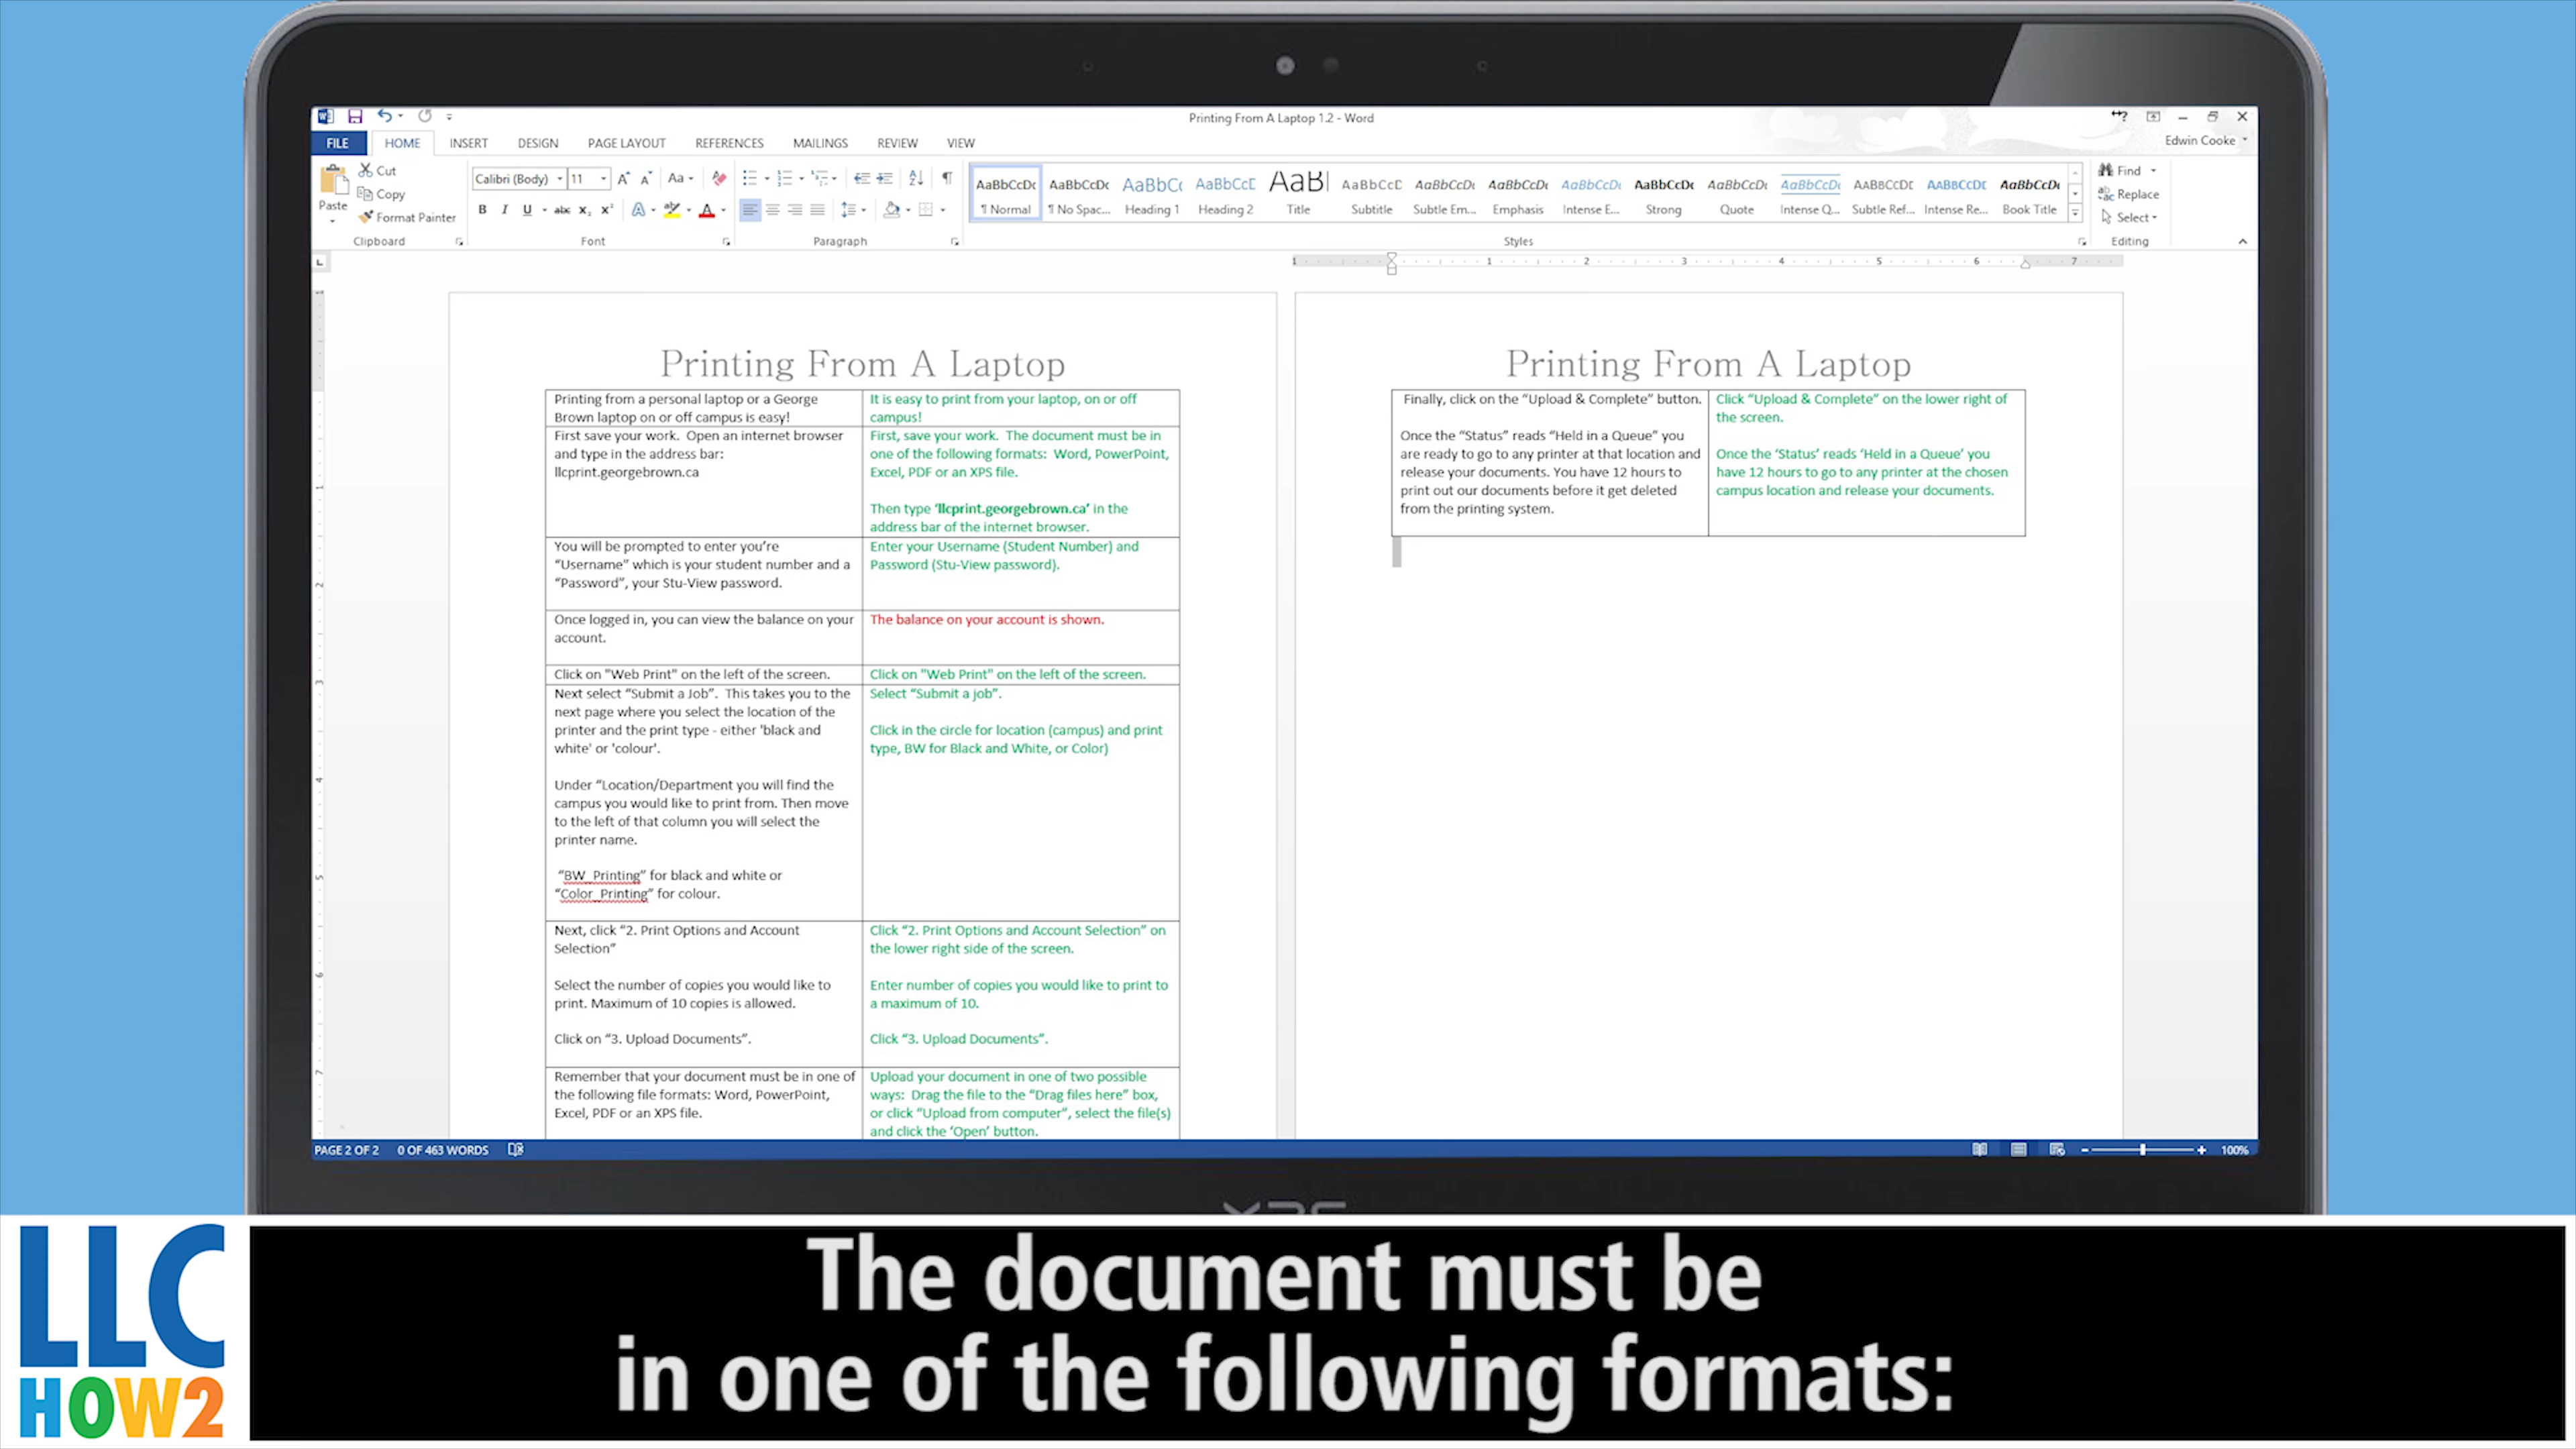 Printing From A Laptop 1.2 - Word
Edwin Cooke
FILE HOME INSERT DESIGN PAGE LAYOUT REFERENCES MAILINGS REVIEW VIEW
Paste
Cut
Copy
Format Painter
Clipboard
Calibri (Body) 11
Font
Paragraph
AaBbCcDc AaBbCcDc AaBbC( AaBbCcE AaB AaBbCcD AaBbCcDt AaBbCcDt AaBbCcDt AaBbCcDc AaBbCcDt AaBbCcDt AABBCCDE AABBCCDE AaBbCcDt
¶ Normal ¶ No Spac... Heading 1 Heading 2 Title Subtitle Subtle Em... Emphasis Intense E... Strong Quote Intense Q... Subtle Ref... Intense Re... Book Title
Styles
Find
Replace
Select
Editing
1 1 2 3 4 5 6 7
Printing From A Laptop
Printing from a personal laptop or a George
Brown laptop on or off campus is easy!
It is easy to print from your laptop, on or off
campus!
First save your work. Open an internet browser
and type in the address bar:
llcprint.georgebrown.ca
First, save your work. The document must be in
one of the following formats: Word, PowerPoint,
Excel, PDF or an XPS file.
Then type ‘llcprint.georgebrown.ca’ in the
address bar of the internet browser.
You will be prompted to enter you’re
“Username” which is your student number and a
“Password”, your Stu-View password.
Enter your Username (Student Number) and
Password (Stu-View password).
Once logged in, you can view the balance on your
account.
The balance on your account is shown.
Click on "Web Print" on the left of the screen.
Click on "Web Print" on the left of the screen.
Next select “Submit a Job”. This takes you to the
next page where you select the location of the
printer and the print type - either 'black and
white' or 'colour'.
Under “Location/Department you will find the
campus you would like to print from. Then move
to the left of that column you will select the
printer name.
“BW_Printing” for black and white or
“Color_Printing” for colour.
Select “Submit a job”.
Click in the circle for location (campus) and print
type, BW for Black and White, or Color)
Next, click “2. Print Options and Account
Selection”
Select the number of copies you would like to
print. Maximum of 10 copies is allowed.
Click on “3. Upload Documents”.
Click “2. Print Options and Account Selection” on
the lower right side of the screen.
Enter number of copies you would like to print to
a maximum of 10.
Click “3. Upload Documents”.
Remember that your document must be in one of
the following file formats: Word, PowerPoint,
Excel, PDF or an XPS file.
Upload your document in one of two possible
ways: Drag the file to the “Drag files here” box,
or click “Upload from computer”, select the file(s)
and click the ‘Open’ button.
Printing From A Laptop
Finally, click on the “Upload & Complete” button.
Once the “Status” reads “Held in a Queue” you
are ready to go to any printer at that location and
release your documents. You have 12 hours to
print out our documents before it get deleted
from the printing system.
Click “Upload & Complete” on the lower right of
the screen.
Once the ‘Status’ reads ‘Held in a Queue’ you
have 12 hours to go to any printer at the chosen
campus location and release your documents.
PAGE 2 OF 2 0 OF 463 WORDS
100%
LLC
HOW2
The document must be
in one of the following formats: